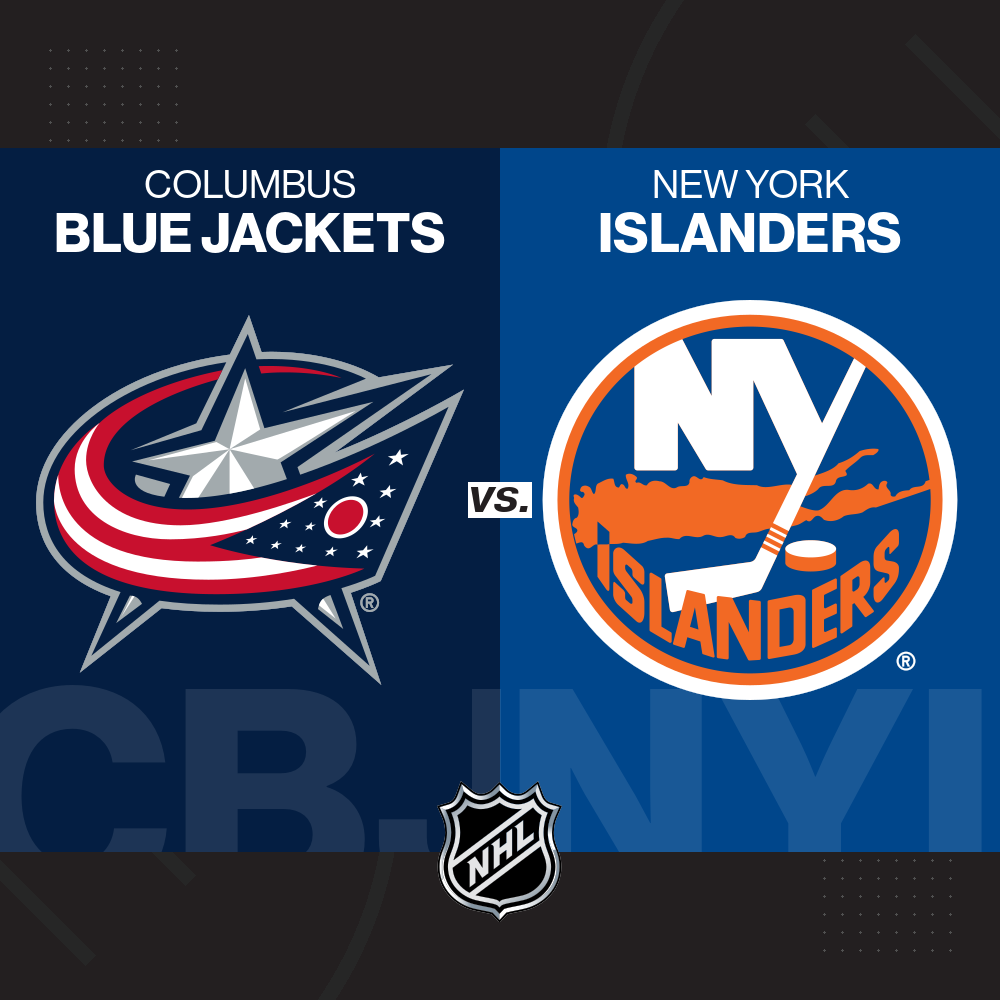 COLUMBUS
BLUE JACKETS
NEW YORK
ISLANDERS
VS.
NY
ISLANDERS
®
®
CBJ
NYI
NHL